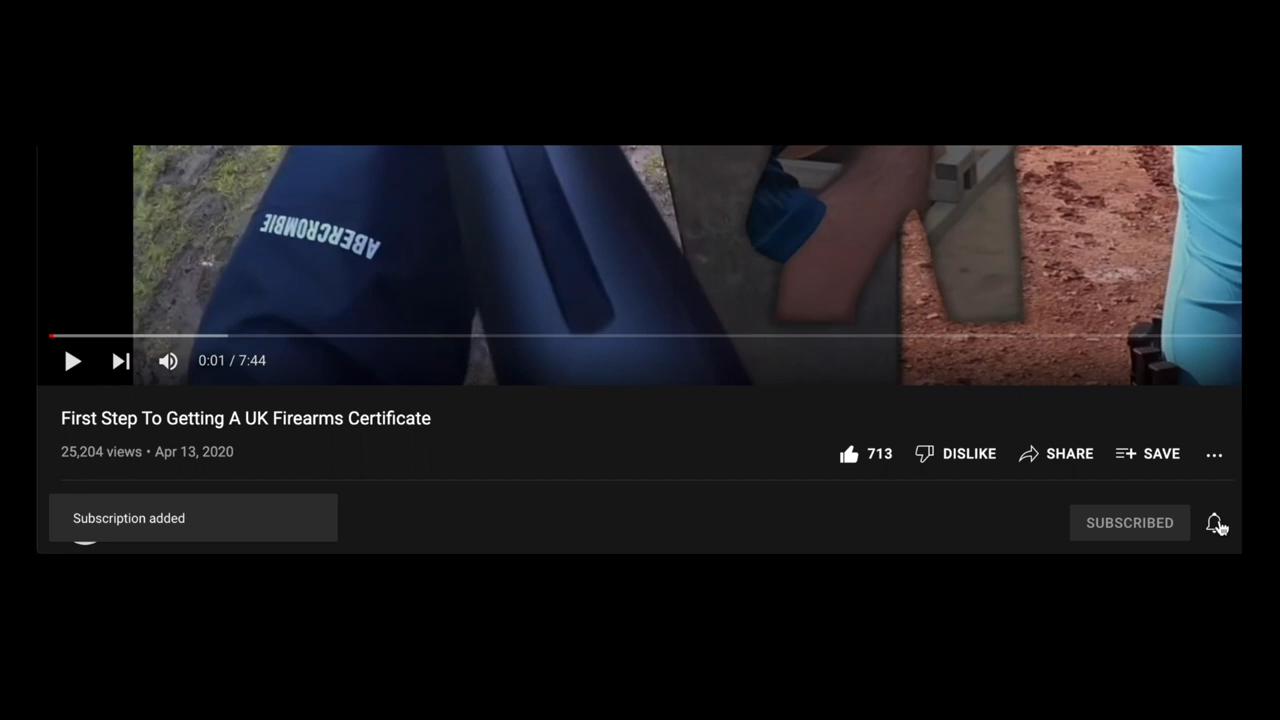 ABERCROMBIE
0:01 / 7:44
First Step To Getting A UK Firearms Certificate
25,204 views • Apr 13, 2020
713 DISLIKE SHARE SAVE
Subscription added
SUBSCRIBED